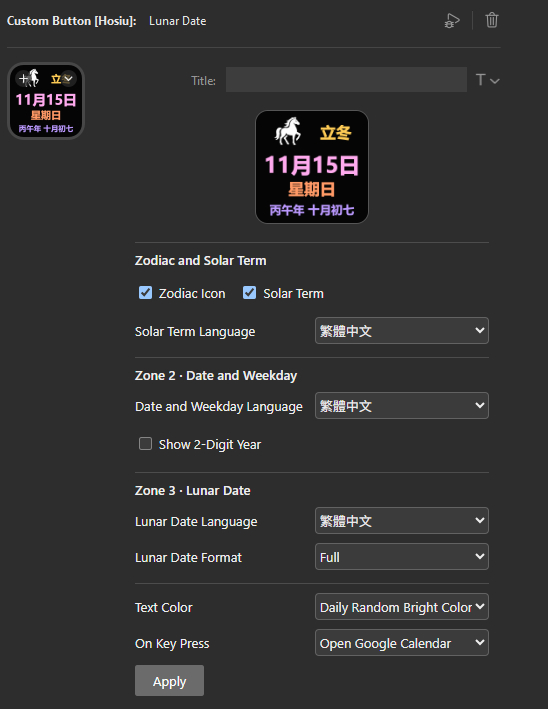 Custom Button [Hosiu]: Lunar Date
立冬
11月15日
星期日
丙午年 十月初七
Title:
T
立冬
11月15日
星期日
丙午年 十月初七
Zodiac and Solar Term
Zodiac Icon Solar Term
Solar Term Language 繁體中文
Zone 2 · Date and Weekday
Date and Weekday Language 繁體中文
Show 2-Digit Year
Zone 3 · Lunar Date
Lunar Date Language 繁體中文
Lunar Date Format Full
Text Color Daily Random Bright Color
On Key Press Open Google Calendar
Apply